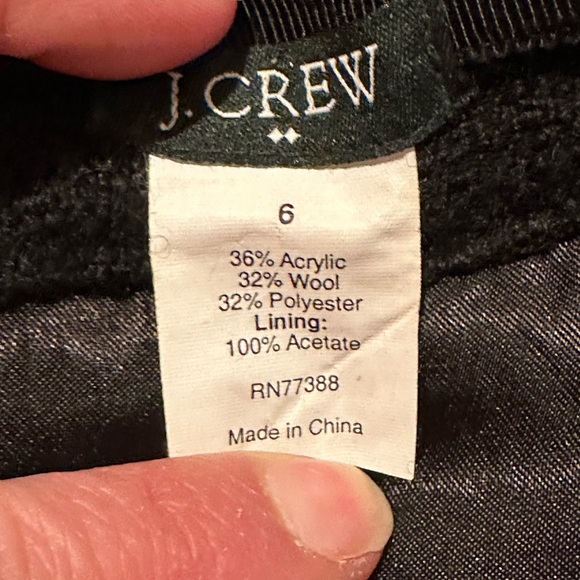 J.CREW
6
36% Acrylic
32% Wool
32% Polyester
Lining:
100% Acetate
RN77388
Made in China